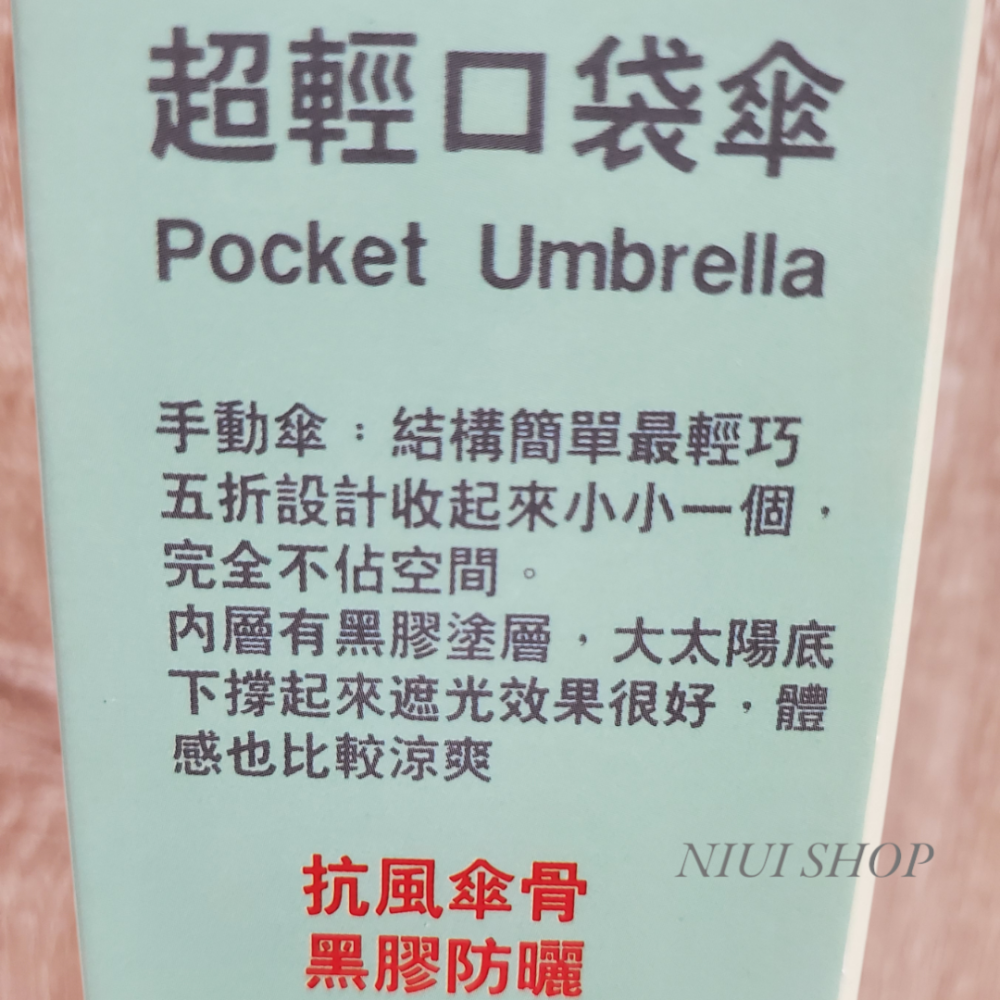 超輕口袋傘
Pocket Umbrella
手動傘：結構簡單最輕巧
五折設計收起來小小一個，
完全不佔空間。
內層有黑膠塗層，大太陽底
下撐起來遮光效果很好，體
感也比較涼爽
抗風傘骨
黑膠防曬
NIUI SHOP